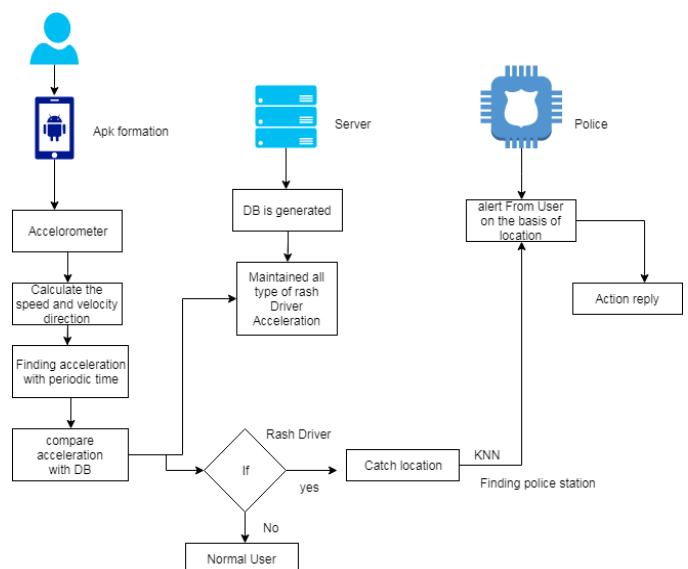 Apk formation
Server
Police
Accelorometer
DB is generated
alert From User
on the basis of
location
Calculate the
speed and velocity
direction
Maintained all
type of rash
Driver
Acceleration
Action reply
Finding acceleration
with periodic time
compare
acceleration
with DB
Rash Driver
If
yes
No
Catch location
KNN
Finding police station
Normal User